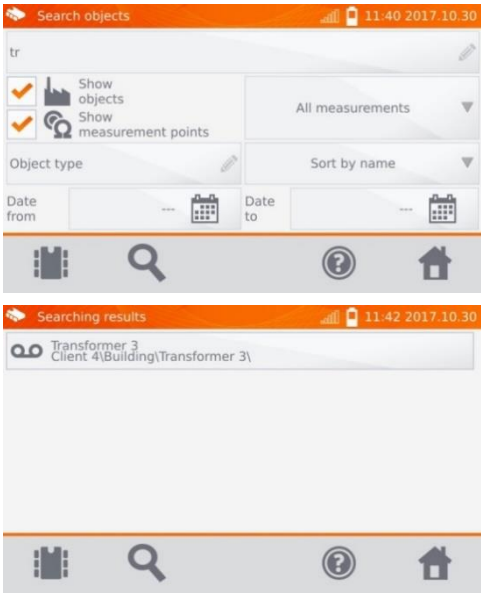 Search objects
11:40 2017.10.30
tr
Show
objects
Show
measurement points
All measurements
Object type
Sort by name
Date
from
---
Date
to
---
Searching results
11:42 2017.10.30
Transformer 3
Client 4\Building\Transformer 3\